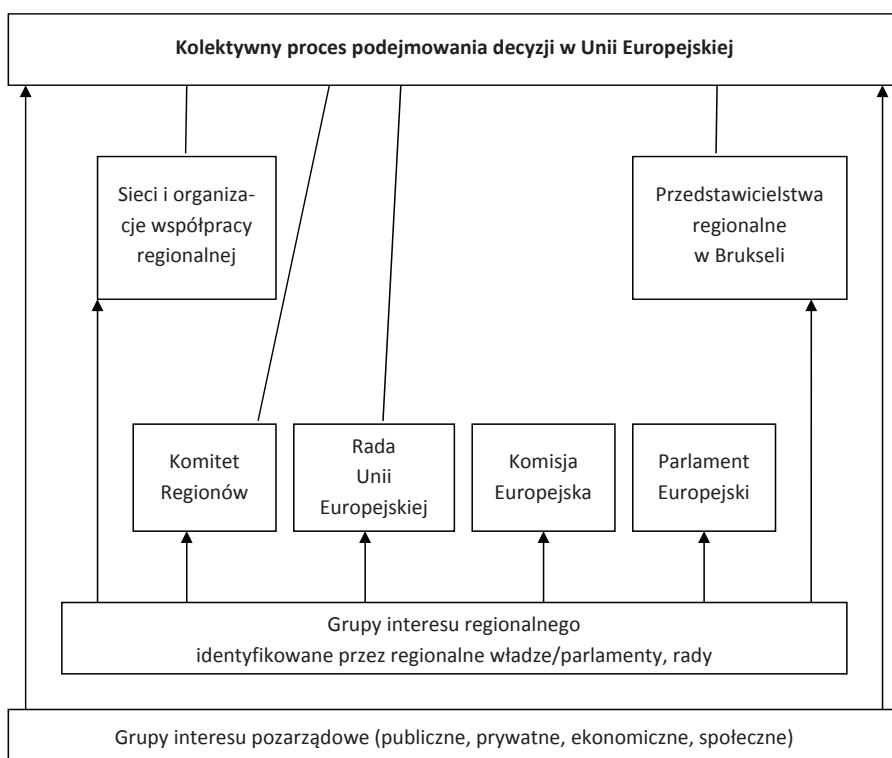 Kolektywny proces podejmowania decyzji w Unii Europejskiej
Sieci i organiza-
cje współpracy
regionalnej
Przedstawicielstwa
regionalne
w Brukseli
Komitet
Regionów
Rada
Unii
Europejskiej
Komisja
Europejska
Parlament
Europejski
Grupy interesu regionalnego
identyfikowane przez regionalne władze/parlamenty, rady
Grupy interesu pozarządowe (publiczne, prywatne, ekonomiczne, społeczne)